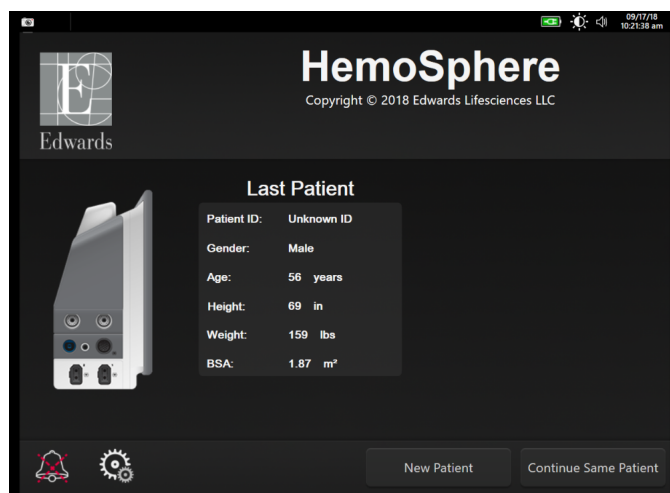 09/17/18
10:21:38 am
HemoSphere
Copyright © 2018 Edwards Lifesciences LLC
E
Edwards
Last Patient
Patient ID: Unknown ID
Gender: Male
Age: 56 years
Height: 69 in
Weight: 159 lbs
BSA: 1.87 m²
New Patient
Continue Same Patient